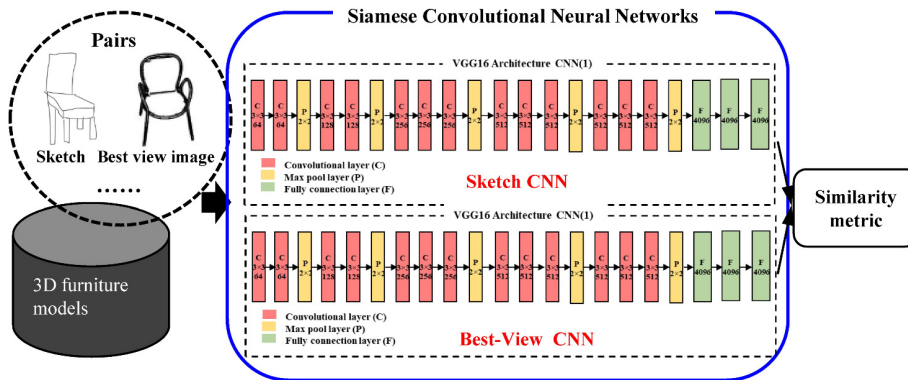 Siamese Convolutional Neural Networks
Pairs
Sketch
Best view image
......
3D furniture
models
VGG16 Architecture CNN(1)
C C P C C P C C C P C C C P C C C P F F F
3×3 3×3 2×2 3×3 3×3 2×2 3×3 3×3 3×3 2×2 3×3 3×3 3×3 2×2 3×3 3×3 3×3 2×2 4096 4096 4096
64 64 128 128 256 256 256 512 512 512 512 512 512
Convolutional layer (C)
Max pool layer (P)
Fully connection layer (F)
Sketch CNN
VGG16 Architecture CNN(1)
C C P C C P C C C P C C C P C C C P F F F
3×3 3×3 2×2 3×3 3×3 2×2 3×3 3×3 3×3 2×2 3×3 3×3 3×3 2×2 3×3 3×3 3×3 2×2 4096 4096 4096
64 64 128 128 256 256 256 512 512 512 512 512 512
Convolutional layer (C)
Max pool layer (P)
Fully connection layer (F)
Best-View CNN
Similarity
metric